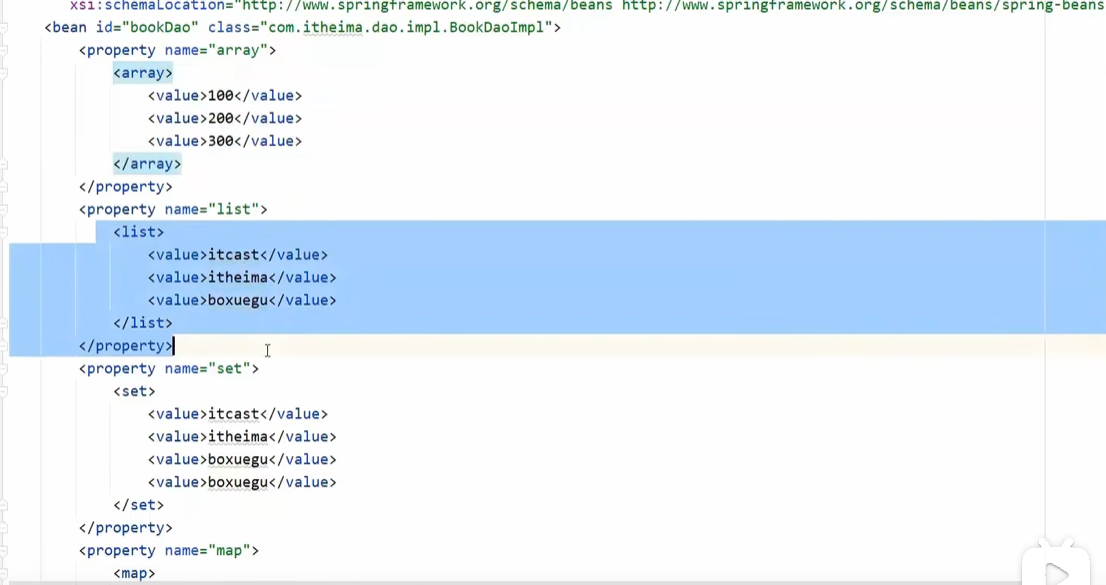 xsi:schemaLocation="http://www.springframework.org/schema/beans http://www.springframework.org/schema/beans/spring-beans
<bean id="bookDao" class="com.itheima.dao.impl.BookDaoImpl">
<property name="array">
<array>
<value>100</value>
<value>200</value>
<value>300</value>
</array>
</property>
<property name="list">
<list>
<value>itcast</value>
<value>itheima</value>
<value>boxuegu</value>
</list>
</property>
<property name="set">
<set>
<value>itcast</value>
<value>itheima</value>
<value>boxuegu</value>
<value>boxuegu</value>
</set>
</property>
<property name="map">
<map>